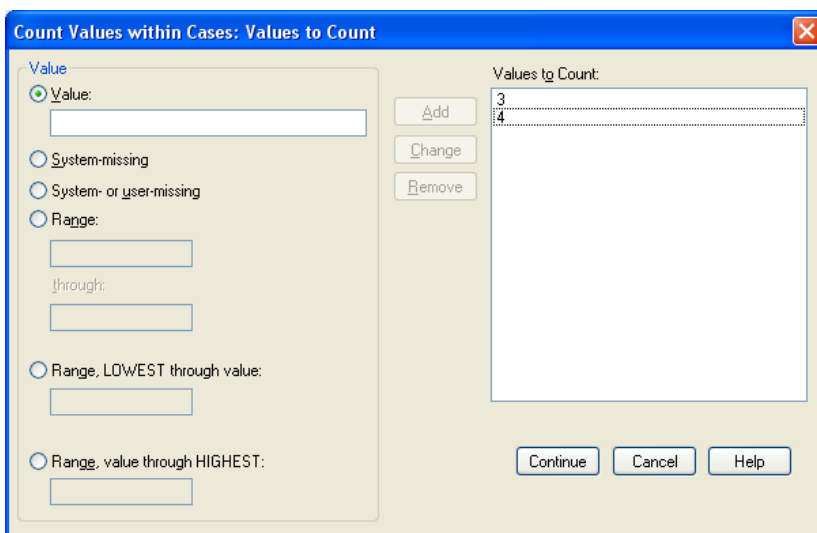 Count Values within Cases: Values to Count
Value
Value:
System-missing
System- or user-missing
Range:
through:
Range, LOWEST through value:
Range, value through HIGHEST:
Add
Change
Remove
Values to Count:
3
4
Continue
Cancel
Help